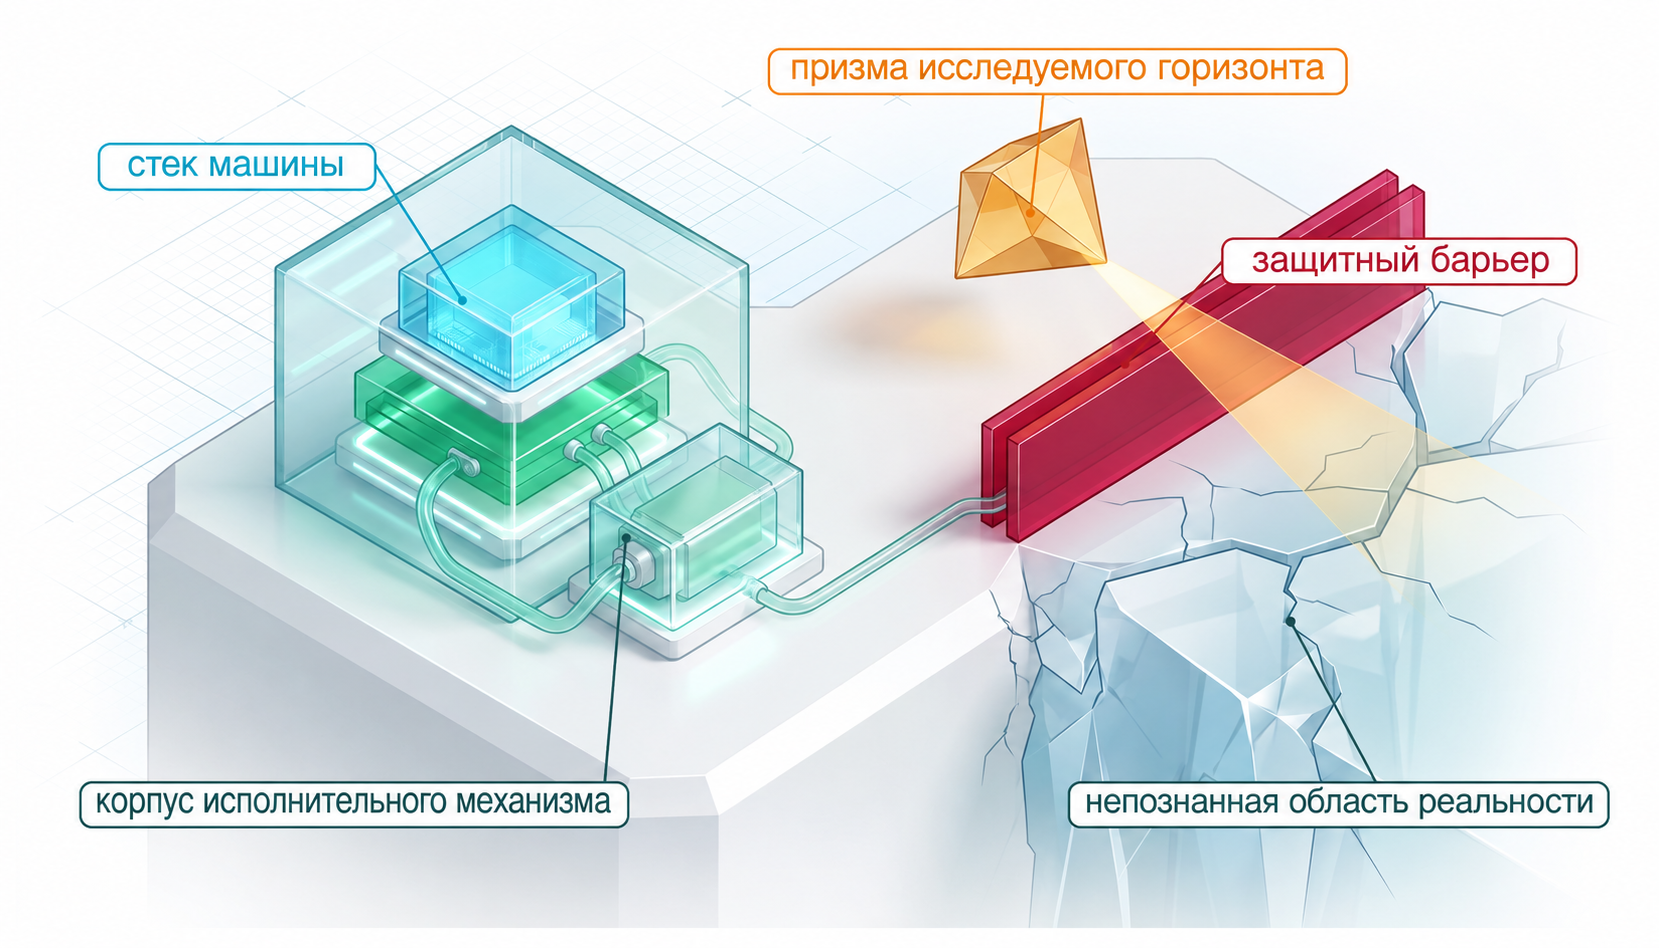 призма исследуемого горизонта
стек машины
защитный барьер
корпус исполнительного механизма
непознанная область реальности